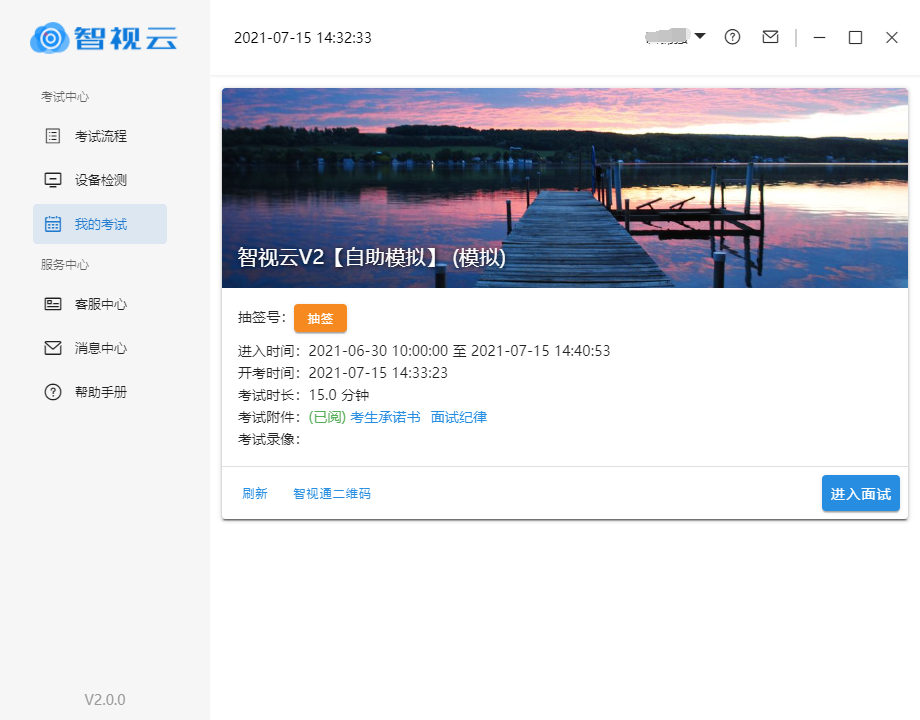 智视云
2021-07-15 14:32:33
考试中心
考试流程
设备检测
我的考试
服务中心
客服中心
消息中心
帮助手册
V2.0.0
智视云V2【自助模拟】 (模拟)
抽签号： 抽签
进入时间：2021-06-30 10:00:00 至 2021-07-15 14:40:53
开考时间：2021-07-15 14:33:23
考试时长：15.0 分钟
考试附件：(已阅) 考生承诺书 面试纪律
考试录像：
刷新 智视通二维码 进入面试